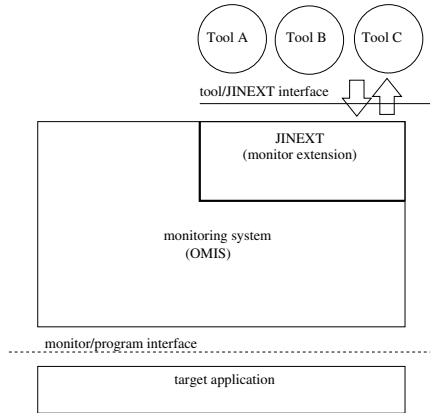 Tool A
Tool B
Tool C
tool/JINEXT interface
JINEXT
(monitor extension)
monitoring system
(OMIS)
monitor/program interface
target application